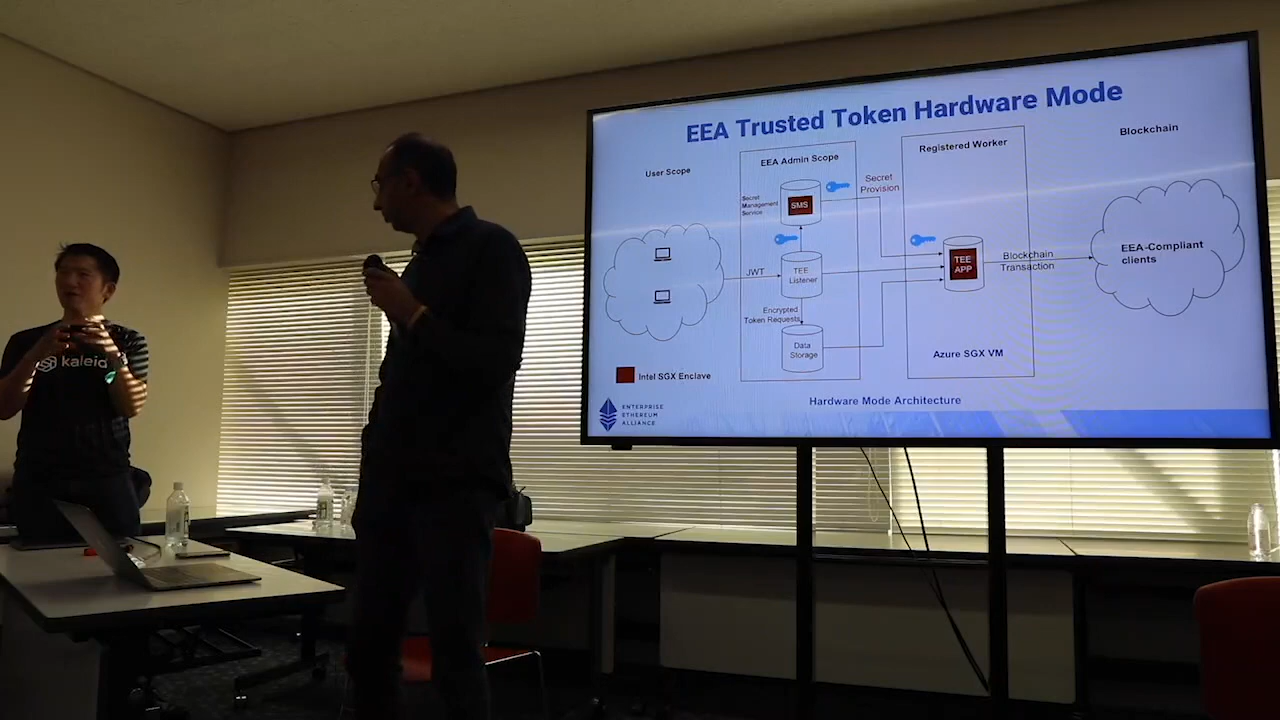 EEA Trusted Token Hardware Mode
User Scope
EEA Admin Scope
Registered Worker
Blockchain
Secret
Management
Service
SMS
Secret
Provision
JWT
TEE
Listener
TEE
APP
Blockchain
Transaction
EEA-Compliant
clients
Encrypted
Token Requests
Data
Storage
Azure SGX VM
Intel SGX Enclave
Hardware Mode Architecture
ENTERPRISE
ETHEREUM
ALLIANCE
kaleido